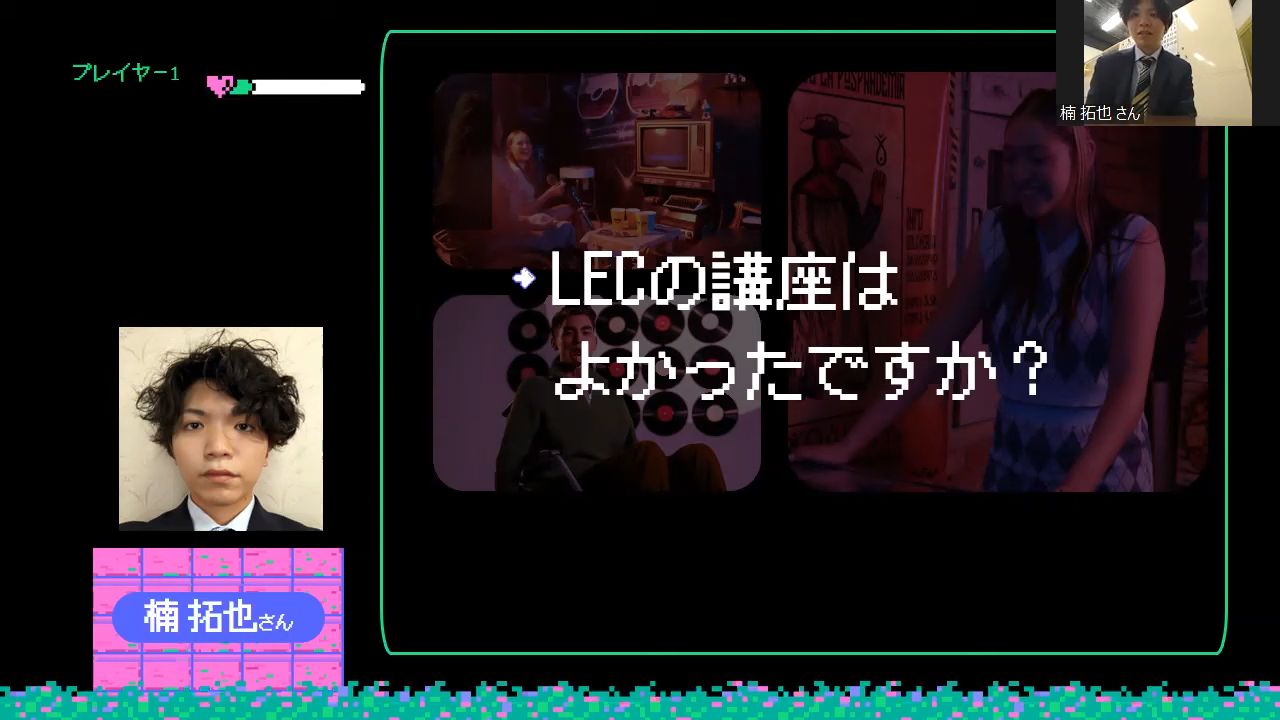 プレイヤー1
楠 拓也 さん
LECの講座は
よかったですか？
楠 拓也さん